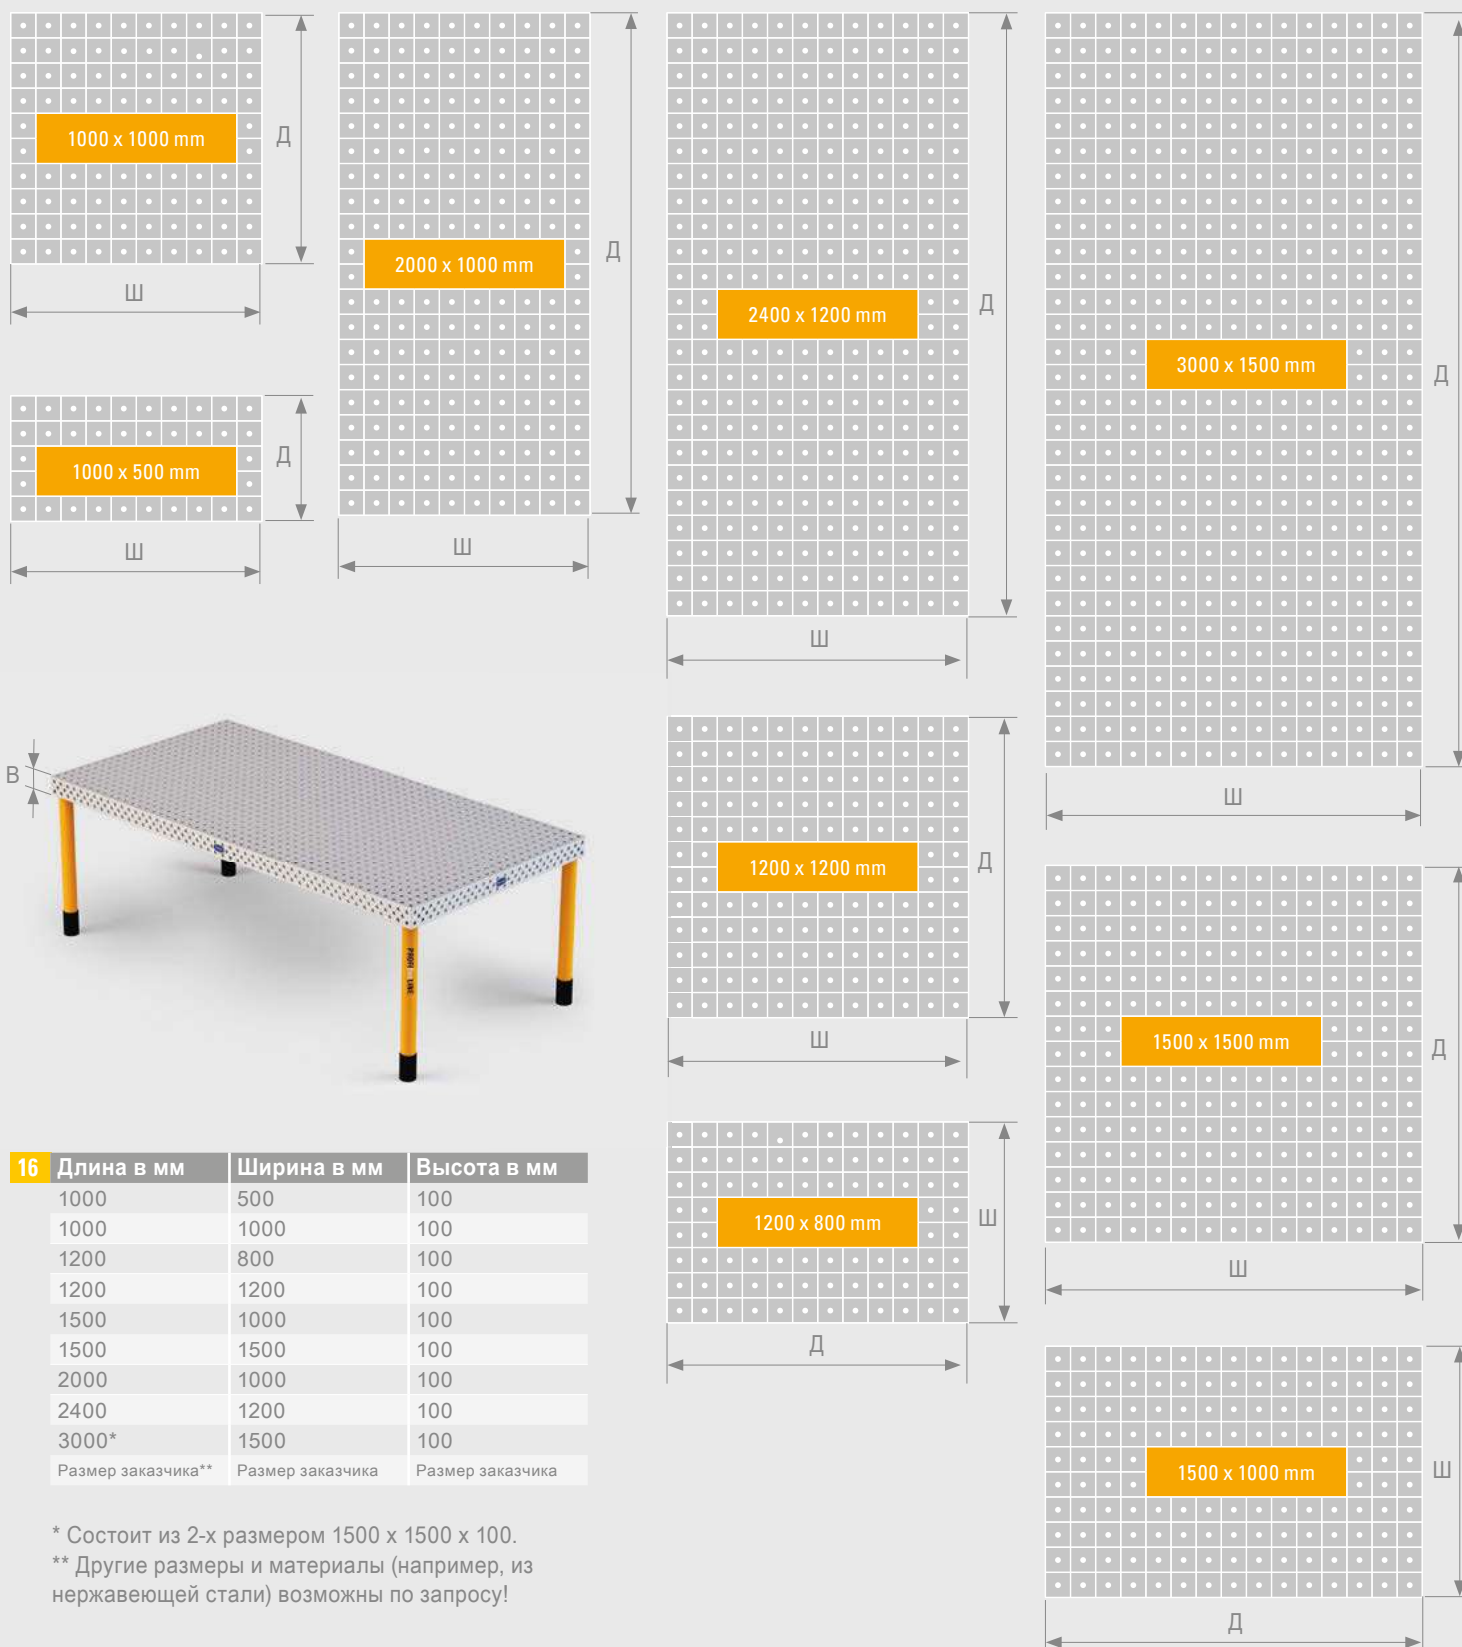 1000 x 1000 mm
Д
Ш
1000 x 500 mm
Д
Ш
2000 x 1000 mm
Д
Ш
2400 x 1200 mm
Д
Ш
3000 x 1500 mm
Д
Ш
1200 x 1200 mm
Д
Ш
1500 x 1500 mm
Д
Ш
1200 x 800 mm
Ш
Д
1500 x 1000 mm
Ш
Д
В
PROFI LINE
16 Длина в мм Ширина в мм Высота в мм
1000 500 100
1000 1000 100
1200 800 100
1200 1200 100
1500 1000 100
1500 1500 100
2000 1000 100
2400 1200 100
3000* 1500 100
Размер заказчика** Размер заказчика Размер заказчика
* Состоит из 2-х размером 1500 x 1500 x 100.
** Другие размеры и материалы (например, из
нержавеющей стали) возможны по запросу!